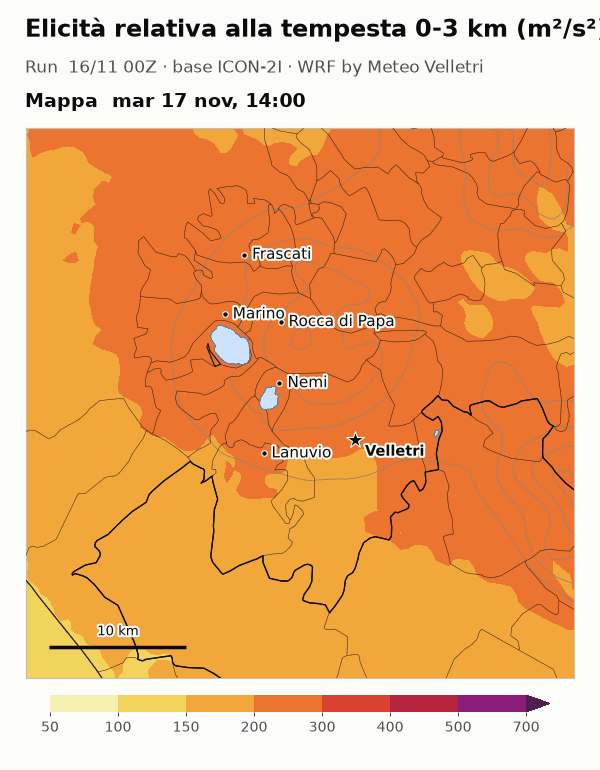 Elicità relativa alla tempesta 0-3 km (m²/s²)
Run 16/11 00Z · base ICON-2I · WRF by Meteo Velletri
Mappa mar 17 nov, 14:00
Frascati
Marino
Rocca di Papa
Nemi
Velletri
Lanuvio
10 km
50 100 150 200 300 400 500 700